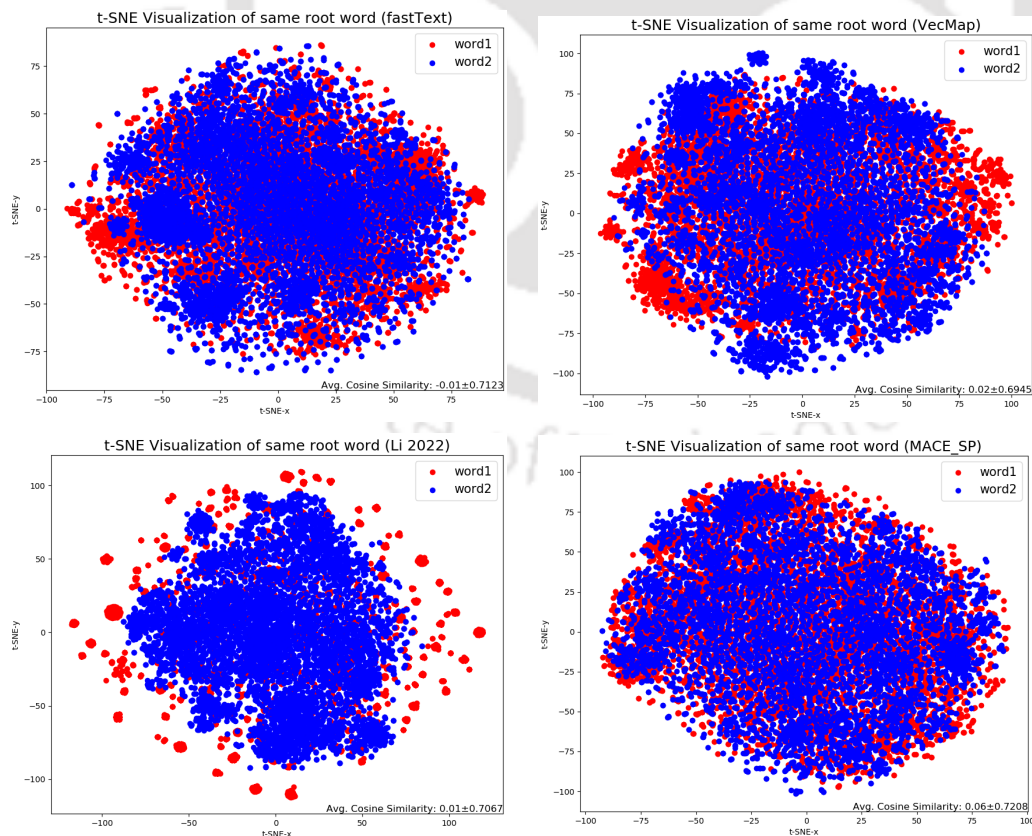 t-SNE Visualization of same root word (fastText)
word1
word2
75
50
25
0
−25
−50
−75
t-SNE-y
Avg. Cosine Similarity: -0.01±0.7123
−100 −75 −50 −25 0 25 50 75
t-SNE-x
t-SNE Visualization of same root word (VecMap)
word1
word2
100
75
50
25
0
−25
−50
−75
−100
t-SNE-y
Avg. Cosine Similarity: 0.02±0.6945
−100 −75 −50 −25 0 25 50 75 100
t-SNE-x
t-SNE Visualization of same root word (Li 2022)
word1
word2
100
50
0
−50
−100
t-SNE-y
Avg. Cosine Similarity: 0.01±0.7067
−100 −50 0 50 100
t-SNE-x
t-SNE Visualization of same root word (MACE_SP)
word1
word2
100
75
50
25
0
−25
−50
−75
−100
t-SNE-y
Avg. Cosine Similarity: 0.06±0.7208
−100 −75 −50 −25 0 25 50 75 100
t-SNE-x